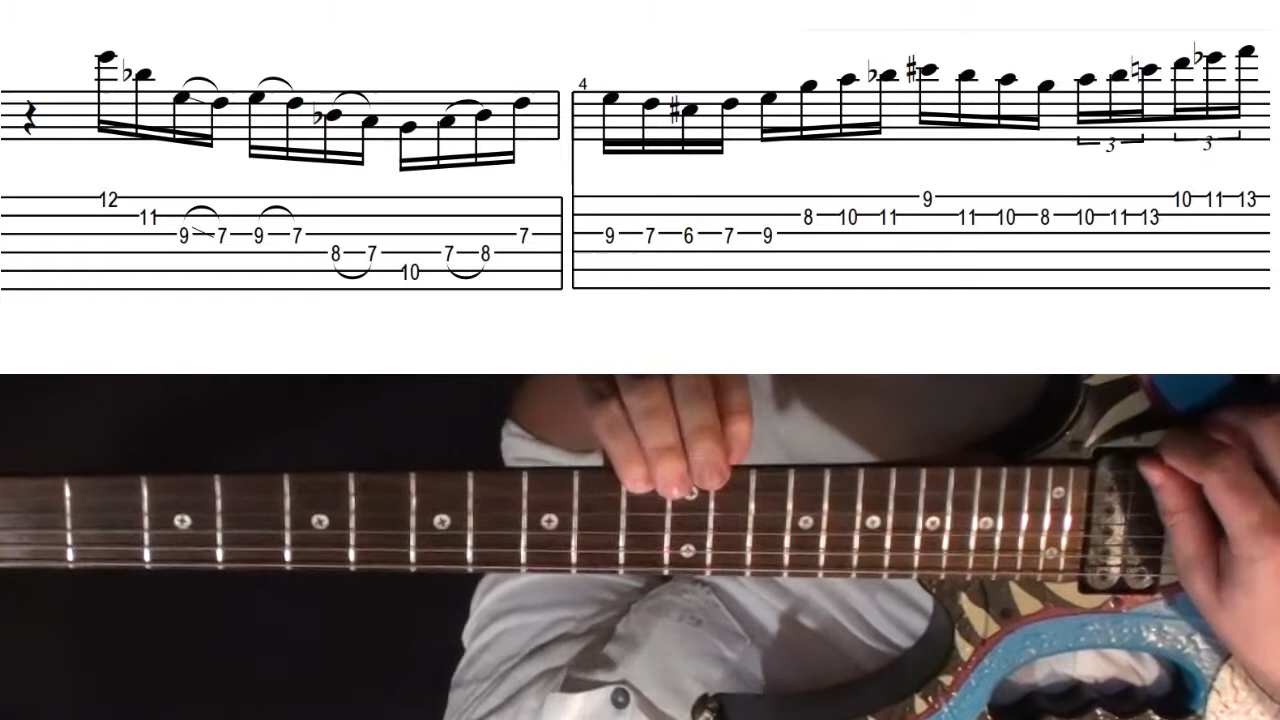 4
3 3
12 9 10 11 13
11 8 10 11 11 10 8 10 11 13
9 7 9 7 7 9 7 6 7 9
8 7 7 8
10